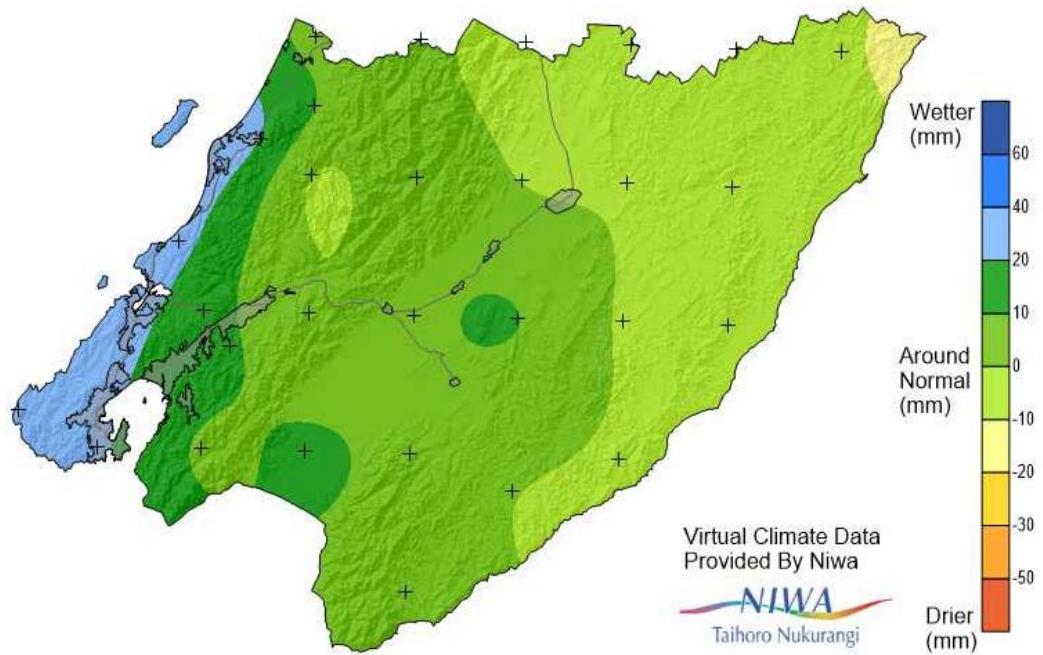 Wetter
(mm)
60
40
20
10
Around
Normal
(mm)
0
-10
-20
-30
-50
Drier
(mm)
Virtual Climate Data
Provided By Niwa
NIWA
Taihoro Nukurangi